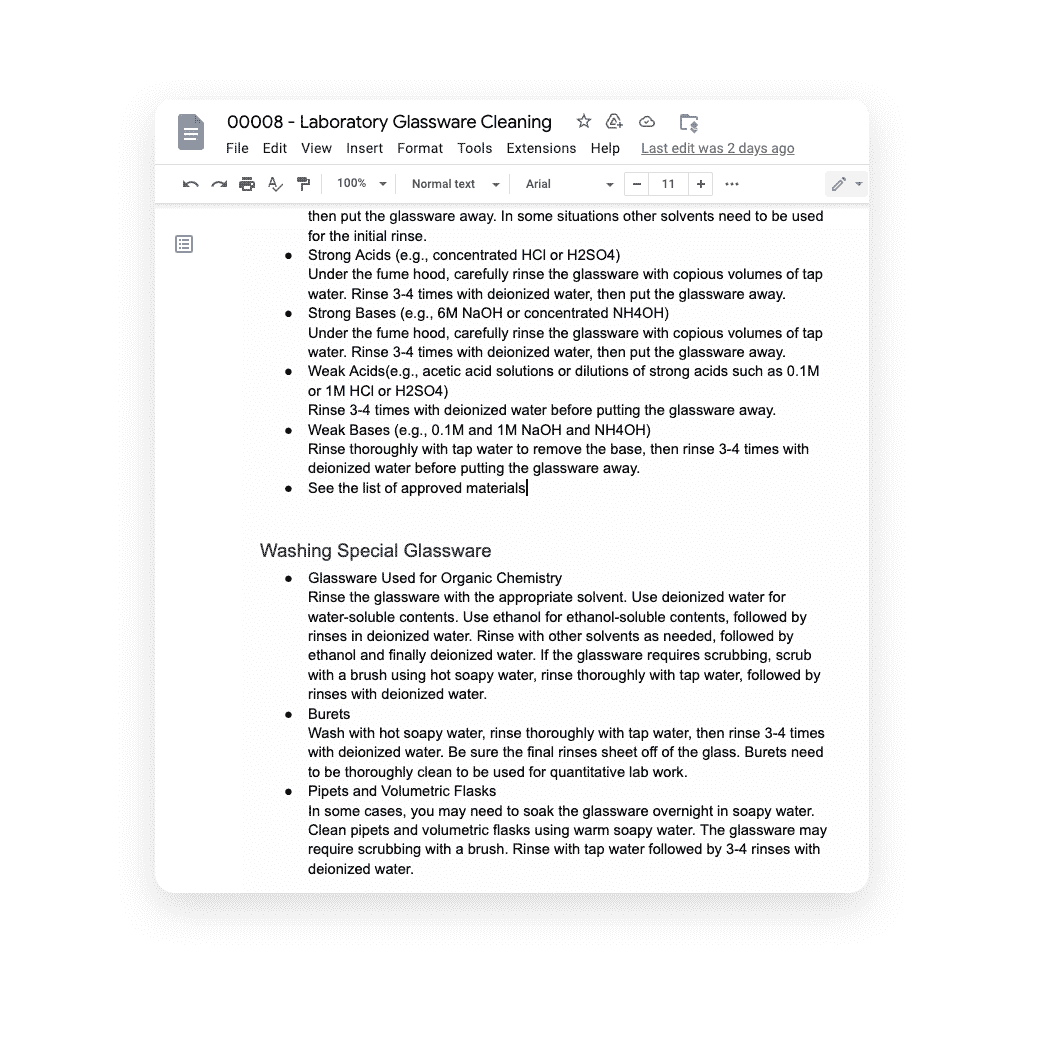 00008 - Laboratory Glassware Cleaning
File Edit View Insert Format Tools Extensions Help Last edit was 2 days ago
100% Normal text Arial 11
then put the glassware away. In some situations other solvents need to be used
for the initial rinse.
● Strong Acids (e.g., concentrated HCl or H2SO4)
Under the fume hood, carefully rinse the glassware with copious volumes of tap
water. Rinse 3-4 times with deionized water, then put the glassware away.
● Strong Bases (e.g., 6M NaOH or concentrated NH4OH)
Under the fume hood, carefully rinse the glassware with copious volumes of tap
water. Rinse 3-4 times with deionized water, then put the glassware away.
● Weak Acids(e.g., acetic acid solutions or dilutions of strong acids such as 0.1M
or 1M HCl or H2SO4)
Rinse 3-4 times with deionized water before putting the glassware away.
● Weak Bases (e.g., 0.1M and 1M NaOH and NH4OH)
Rinse thoroughly with tap water to remove the base, then rinse 3-4 times with
deionized water before putting the glassware away.
● See the list of approved materials
Washing Special Glassware
● Glassware Used for Organic Chemistry
Rinse the glassware with the appropriate solvent. Use deionized water for
water-soluble contents. Use ethanol for ethanol-soluble contents, followed by
rinses in deionized water. Rinse with other solvents as needed, followed by
ethanol and finally deionized water. If the glassware requires scrubbing, scrub
with a brush using hot soapy water, rinse thoroughly with tap water, followed by
rinses with deionized water.
● Burets
Wash with hot soapy water, rinse thoroughly with tap water, then rinse 3-4 times
with deionized water. Be sure the final rinses sheet off of the glass. Burets need
to be thoroughly clean to be used for quantitative lab work.
● Pipets and Volumetric Flasks
In some cases, you may need to soak the glassware overnight in soapy water.
Clean pipets and volumetric flasks using warm soapy water. The glassware may
require scrubbing with a brush. Rinse with tap water followed by 3-4 rinses with
deionized water.